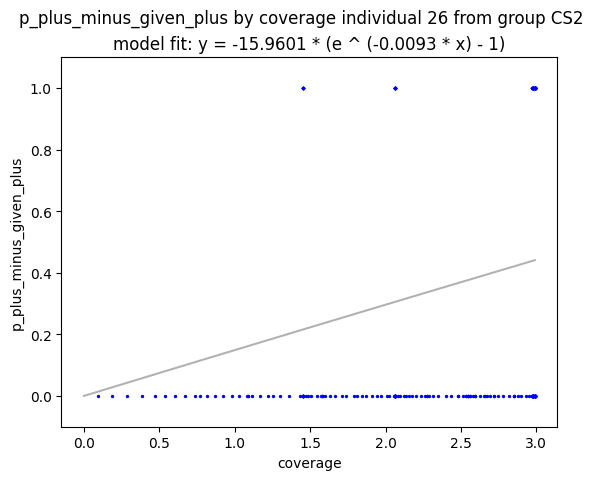 p_plus_minus_given_plus by coverage individual 26 from group CS2
model fit: y = -15.9601 * (e ^ (-0.0093 * x) - 1)
p_plus_minus_given_plus
1.0
0.8
0.6
0.4
0.2
0.0
0.0 0.5 1.0 1.5 2.0 2.5 3.0
coverage